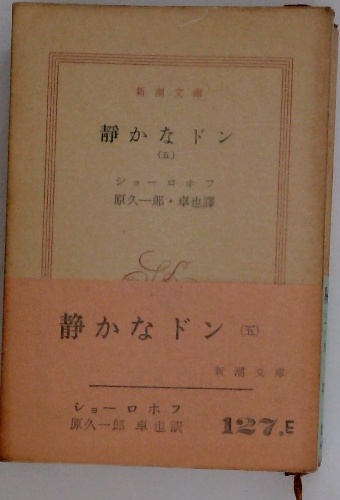 新潮文庫
靜かなドン
(五)
ショーロホフ
原久一郎・卓也譯
静かなドン (五)
新潮文庫
ショーロホフ
原久一郎 卓也訳
127.E